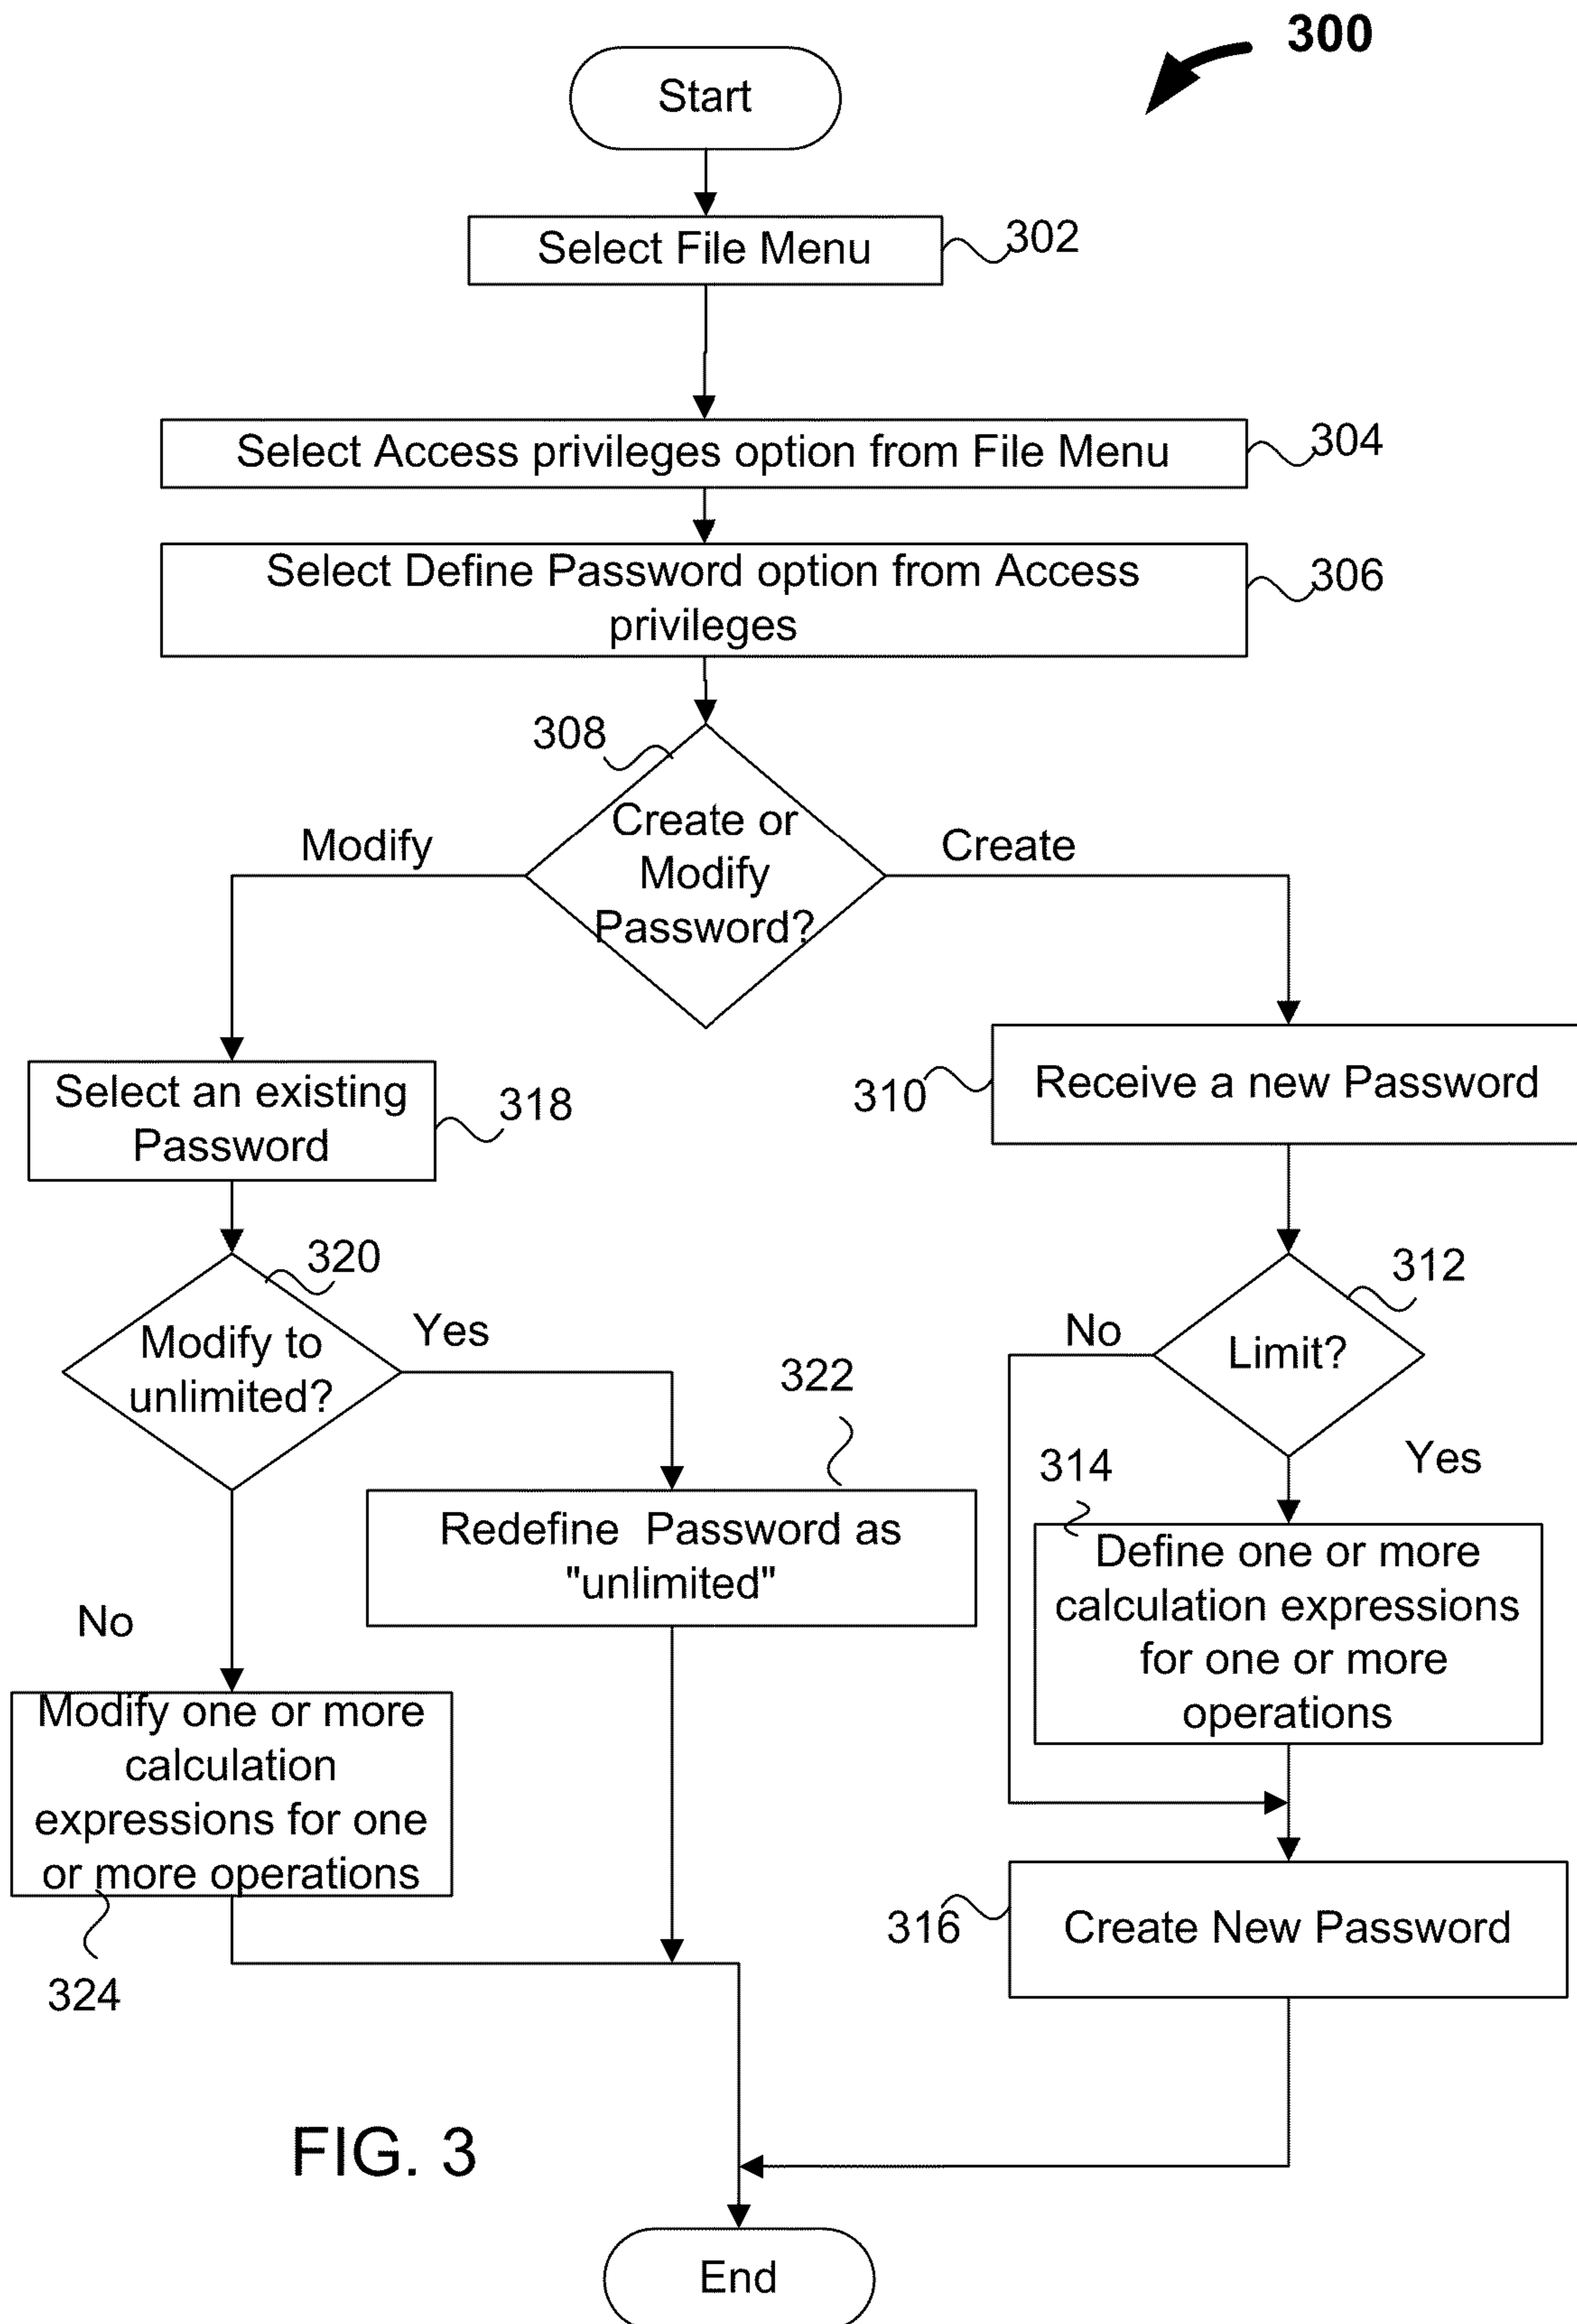 300
Start
Select File Menu
302
Select Access privileges option from File Menu
304
Select Define Password option from Access
privileges
306
308
Create or
Modify
Password?
Modify
Create
Select an existing
Password
318
310
Receive a new Password
320
Modify to
unlimited?
Yes
312
Limit?
No
Yes
322
Redefine  Password as
"unlimited"
314
Define one or more
calculation expressions
for one or more
operations
No
Modify one or more
calculation
expressions for one
or more operations
324
316
Create New Password
FIG. 3
End